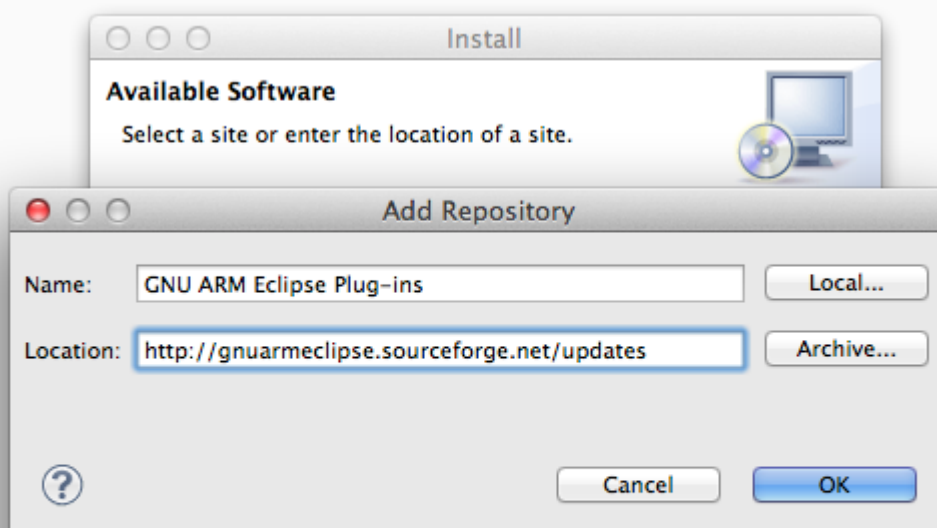 Install
Available Software
Select a site or enter the location of a site.
Add Repository
Name: GNU ARM Eclipse Plug-ins Local...
Location: http://gnuarmeclipse.sourceforge.net/updates Archive...
? Cancel OK